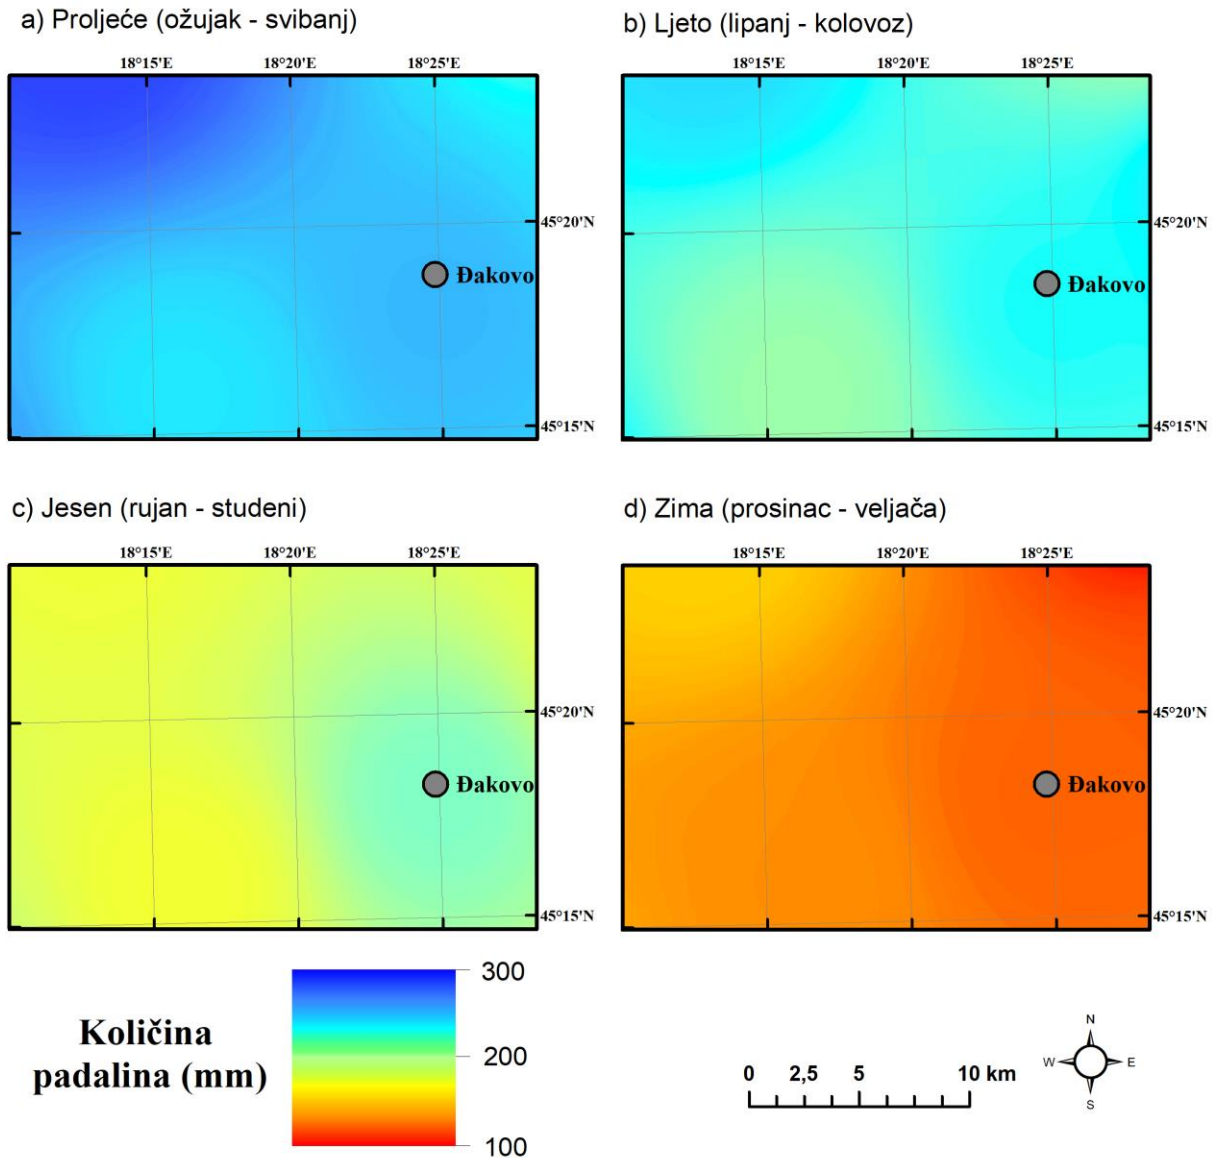 a) Proljeće (ožujak - svibanj)
18°15'E 18°20'E 18°25'E
45°20'N
Đakovo
45°15'N
b) Ljeto (lipanj - kolovoz)
18°15'E 18°20'E 18°25'E
45°20'N
Đakovo
45°15'N
c) Jesen (rujan - studeni)
18°15'E 18°20'E 18°25'E
45°20'N
Đakovo
45°15'N
d) Zima (prosinac - veljača)
18°15'E 18°20'E 18°25'E
45°20'N
Đakovo
45°15'N
Količina
padalina (mm)
300
200
100
0 2,5 5 10 km
N
W E
S